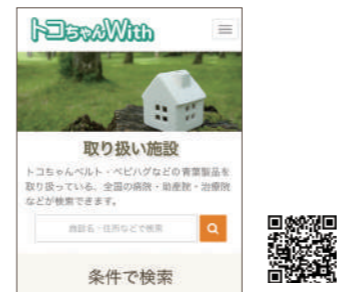 トコちゃんWith
取り扱い施設
トコちゃんベルト・ベビハグなどの青葉製品を
取り扱っている、全国の病院・助産院・治療院
などが検索できます。
施設名・住所などで検索
条件で検索